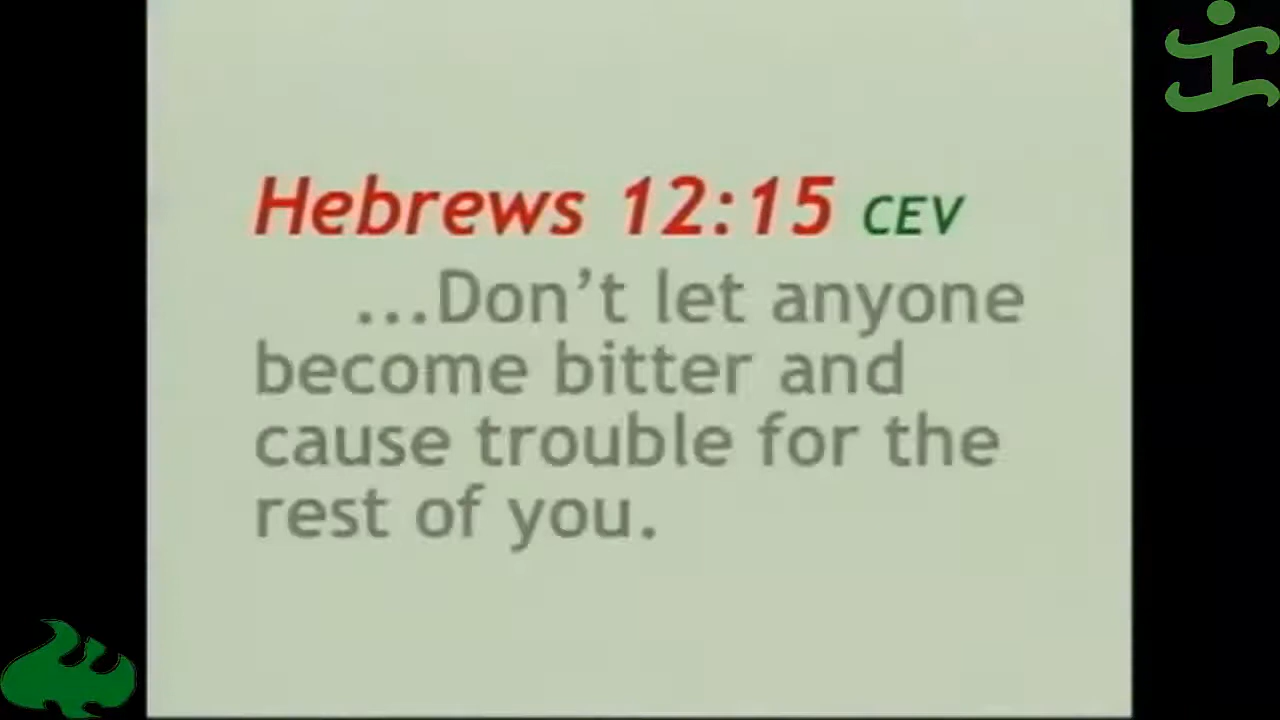 Hebrews 12:15 CEV
...Don’t let anyone
become bitter and
cause trouble for the
rest of you.